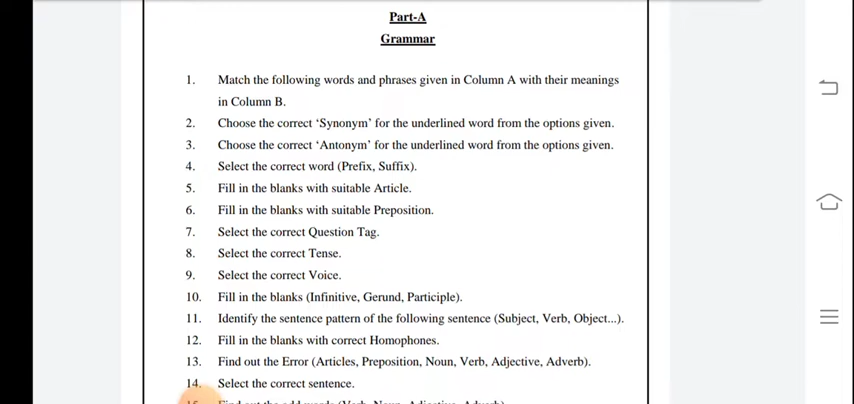 Part-A
Grammar
1. Match the following words and phrases given in Column A with their meanings
in Column B.
2. Choose the correct ‘Synonym’ for the underlined word from the options given.
3. Choose the correct ‘Antonym’ for the underlined word from the options given.
4. Select the correct word (Prefix, Suffix).
5. Fill in the blanks with suitable Article.
6. Fill in the blanks with suitable Preposition.
7. Select the correct Question Tag.
8. Select the correct Tense.
9. Select the correct Voice.
10. Fill in the blanks (Infinitive, Gerund, Participle).
11. Identify the sentence pattern of the following sentence (Subject, Verb, Object...).
12. Fill in the blanks with correct Homophones.
13. Find out the Error (Articles, Preposition, Noun, Verb, Adjective, Adverb).
14. Select the correct sentence.